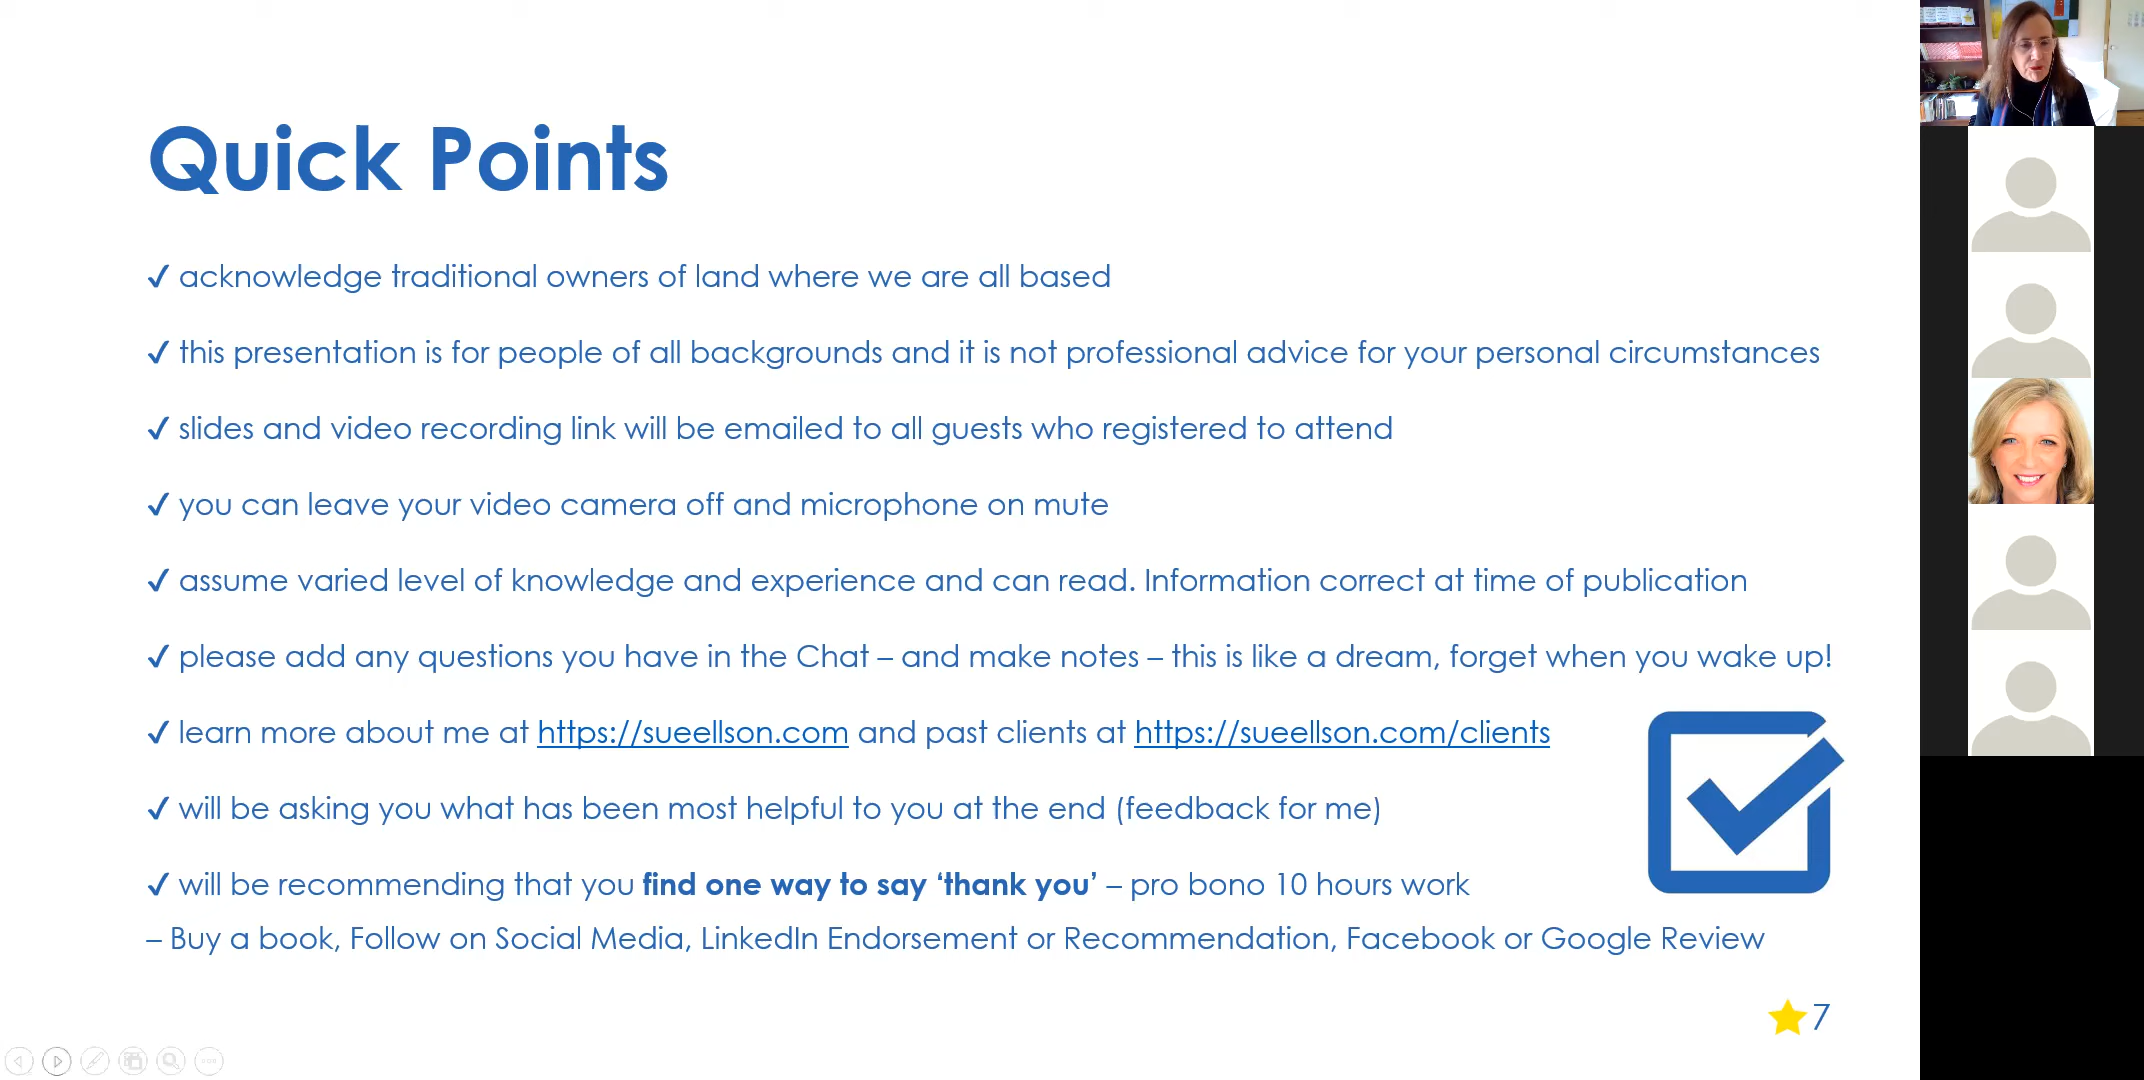 Quick Points
✓ acknowledge traditional owners of land where we are all based
✓ this presentation is for people of all backgrounds and it is not professional advice for your personal circumstances
✓ slides and video recording link will be emailed to all guests who registered to attend
✓ you can leave your video camera off and microphone on mute
✓ assume varied level of knowledge and experience and can read. Information correct at time of publication
✓ please add any questions you have in the Chat – and make notes – this is like a dream, forget when you wake up!
✓ learn more about me at https://sueellson.com and past clients at https://sueellson.com/clients
✓ will be asking you what has been most helpful to you at the end (feedback for me)
✓ will be recommending that you find one way to say ‘thank you’ – pro bono 10 hours work
– Buy a book, Follow on Social Media, LinkedIn Endorsement or Recommendation, Facebook or Google Review
7